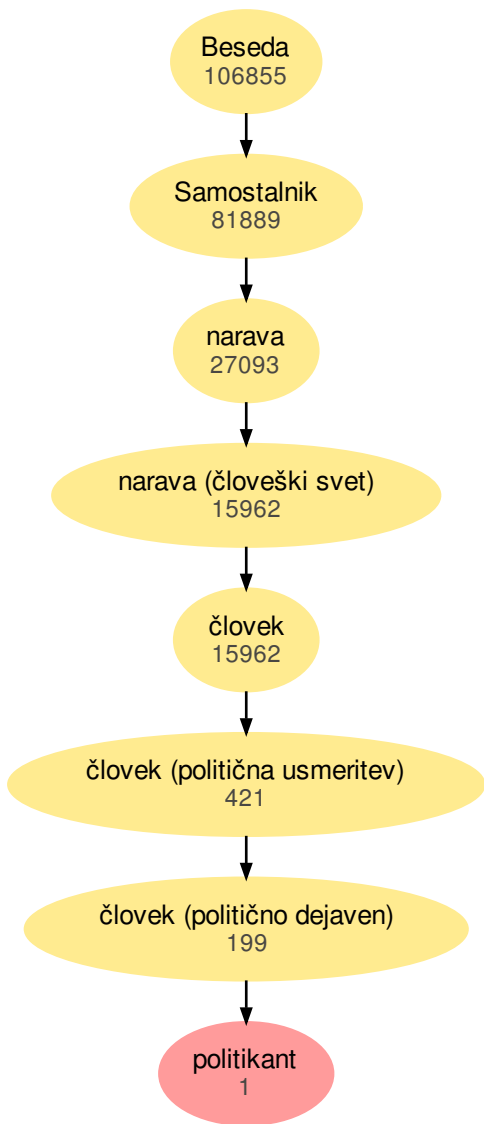 Beseda
106855
Samostalnik
81889
narava
27093
narava (človeški svet)
15962
človek
15962
človek (politična usmeritev)
421
človek (politično dejaven)
199
politikant
1